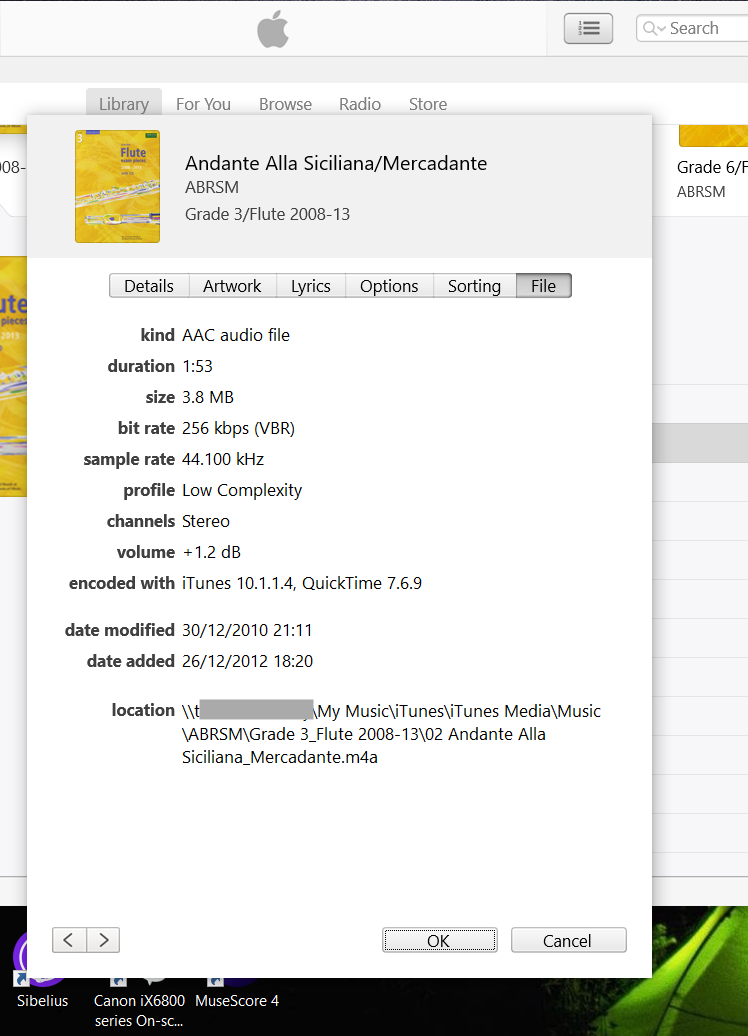 Search
Library For You Browse Radio Store
3
Flute
Andante Alla Siciliana/Mercadante
ABRSM
Grade 3/Flute 2008-13
008-
Grade 6/F
ABRSM
Details Artwork Lyrics Options Sorting File
ute
pieces
2013
kind AAC audio file
duration 1:53
size 3.8 MB
bit rate 256 kbps (VBR)
sample rate 44.100 kHz
profile Low Complexity
channels Stereo
volume +1.2 dB
encoded with iTunes 10.1.1.4, QuickTime 7.6.9
date modified 30/12/2010 21:11
date added 26/12/2012 18:20
location \\t \My Music\iTunes\iTunes Media\Music
\ABRSM\Grade 3_Flute 2008-13\02 Andante Alla
Siciliana_Mercadante.m4a
< > OK Cancel
Sibelius Canon iX6800 MuseScore 4
series On-sc...